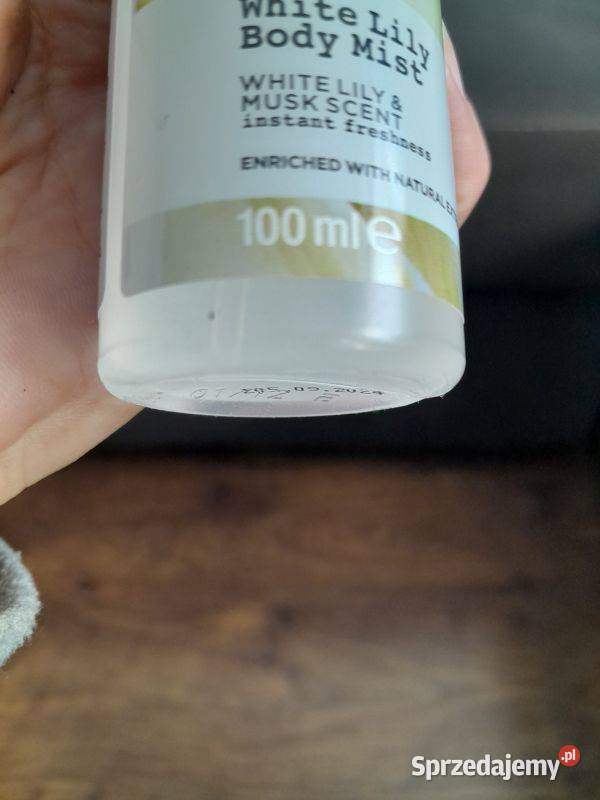 White Lily
Body Mist
WHITE LILY &
MUSK SCENT
instant freshness
ENRICHED WITH NATURAL
100 ml e
Sprzedajemy.pl